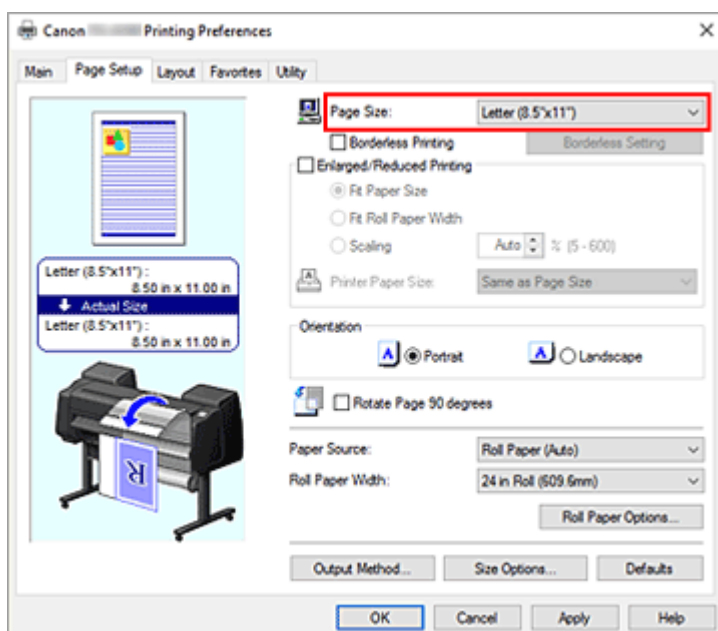 Canon Printing Preferences
Main Page Setup Layout Favorites Utility
Page Size: Letter (8.5"x11")
Borderless Printing Borderless Setting
Enlarged/Reduced Printing
Fit Paper Size
Fit Roll Paper Width
Scaling Auto % (5 - 600)
A
Printer Paper Size: Same as Page Size
Letter (8.5"x11") :
8.50 in x 11.00 in
Actual Size
Letter (8.5"x11") :
8.50 in x 11.00 in
Orientation
A Portrait A Landscape
Rotate Page 90 degrees
R
Paper Source: Roll Paper (Auto)
Roll Paper Width: 24 in Roll (609.6mm)
Roll Paper Options...
Output Method... Size Options... Defaults
OK Cancel Apply Help